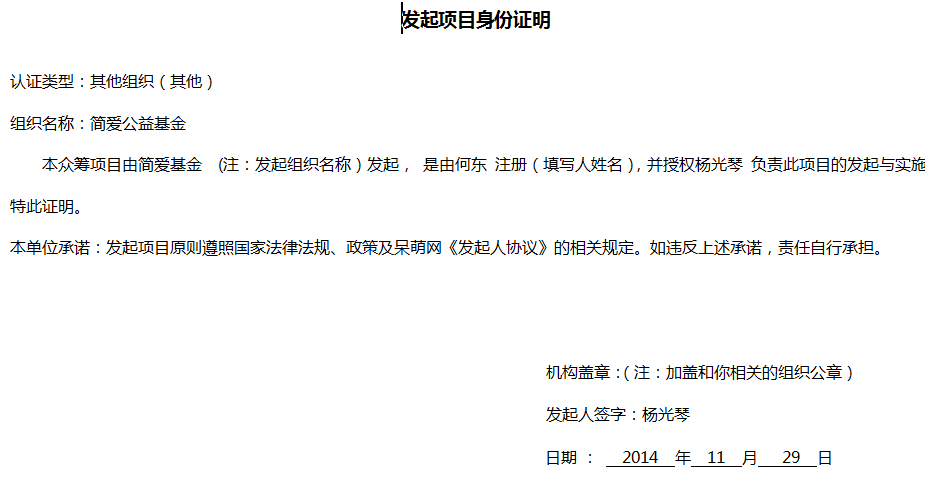 发起项目身份证明
认证类型：其他组织（其他）
组织名称：简爱公益基金
本众筹项目由简爱基金 （注：发起组织名称）发起， 是由何东 注册（填写人姓名），并授权杨光琴 负责此项目的发起与实施
特此证明。
本单位承诺：发起项目原则遵照国家法律法规、政策及呆萌网《发起人协议》的相关规定。如违反上述承诺，责任自行承担。
机构盖章：（注：加盖和你相关的组织公章）
发起人签字：杨光琴
日期 ： 2014 年 11 月 29 日